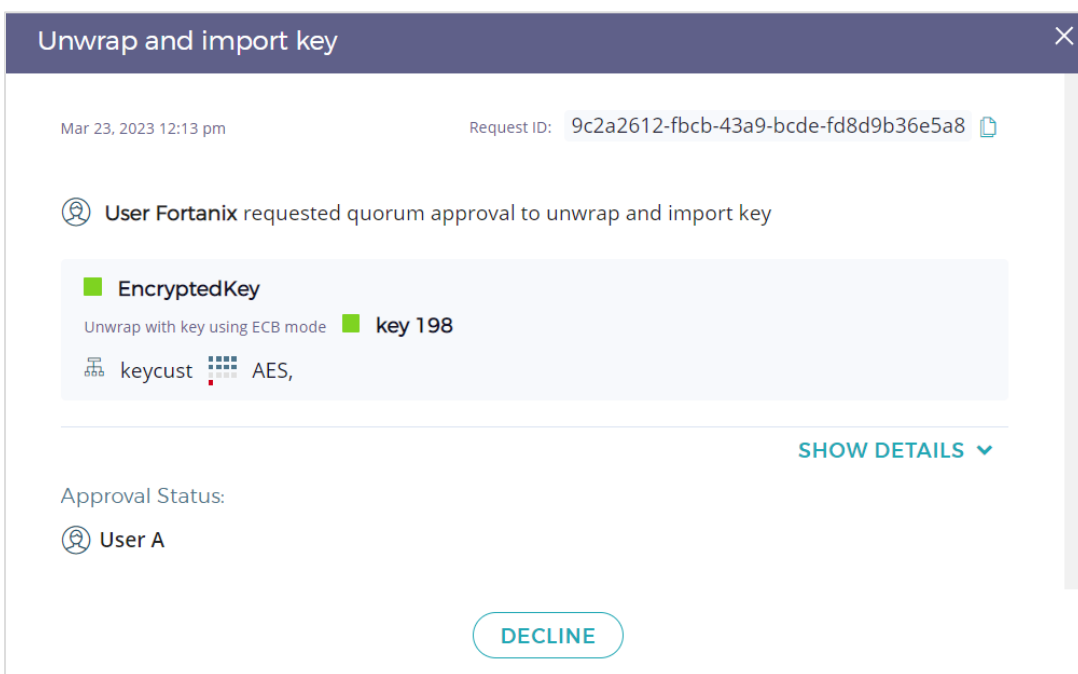 Unwrap and import key
Mar 23, 2023 12:13 pm Request ID: 9c2a2612-fbcb-43a9-bcde-fd8d9b36e5a8
User Fortanix requested quorum approval to unwrap and import key
EncryptedKey
Unwrap with key using ECB mode key 198
keycust AES,
SHOW DETAILS
Approval Status:
User A
DECLINE